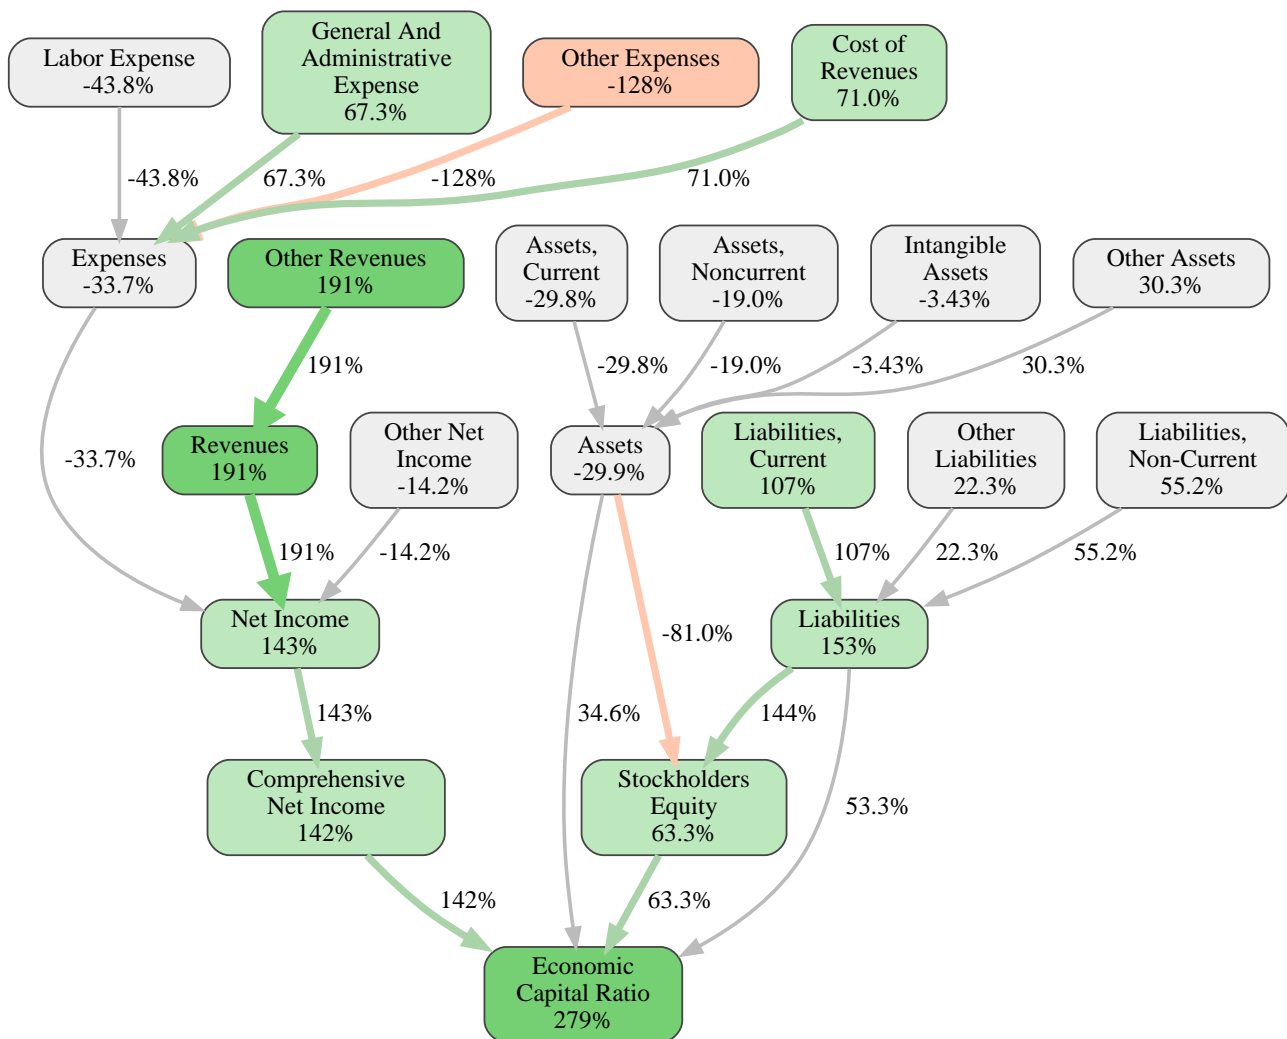 Labor Expense
-43.8%
General And
Administrative
Expense
67.3%
Other Expenses
-128%
Cost of
Revenues
71.0%
-43.8%
67.3%
-128%
71.0%
Expenses
-33.7%
Other Revenues
191%
Assets,
Current
-29.8%
Assets,
Noncurrent
-19.0%
Intangible
Assets
-3.43%
Other Assets
30.3%
191%
-29.8%
-19.0%
-3.43%
30.3%
-33.7%
Revenues
191%
Other Net
Income
-14.2%
Assets
-29.9%
Liabilities,
Current
107%
Other
Liabilities
22.3%
Liabilities,
Non-Current
55.2%
191%
-14.2%
107%
22.3%
55.2%
Net Income
143%
-81.0%
Liabilities
153%
143%
34.6%
144%
Comprehensive
Net Income
142%
Stockholders
Equity
63.3%
53.3%
142%
63.3%
Economic
Capital Ratio
279%